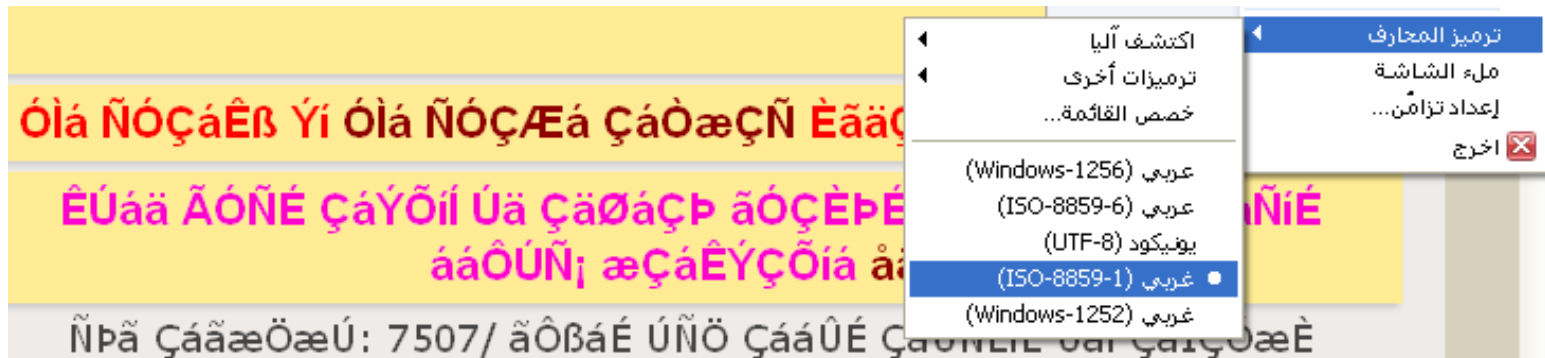 ÓÌá ÑÓÇáÊß Ýí ÓÌá ÑÓÇÆá ÇáÒæÇÑ
ÊÚáä ÃÓÑÉ ÇáÝÕíÍ Úä ÇäØáÇÞ ãÓÇÈÞÉ
ááÔÚÑ¡ æÇáÊÝÇÕíá
ÑÞã ÇáãæÖæÚ: 7507/ ãÔßáÉ ÚÑÖ ÇááÛÉ
ترميز المحارف
ملء الشاشة
إعداد تزامن...
اخرج
اكتشف آليا
ترميزات أخرى
خصص القائمة...
عربي (Windows-1256)
عربي (ISO-8859-6)
يونيكود (UTF-8)
غربي (ISO-8859-1)
غربي (Windows-1252)